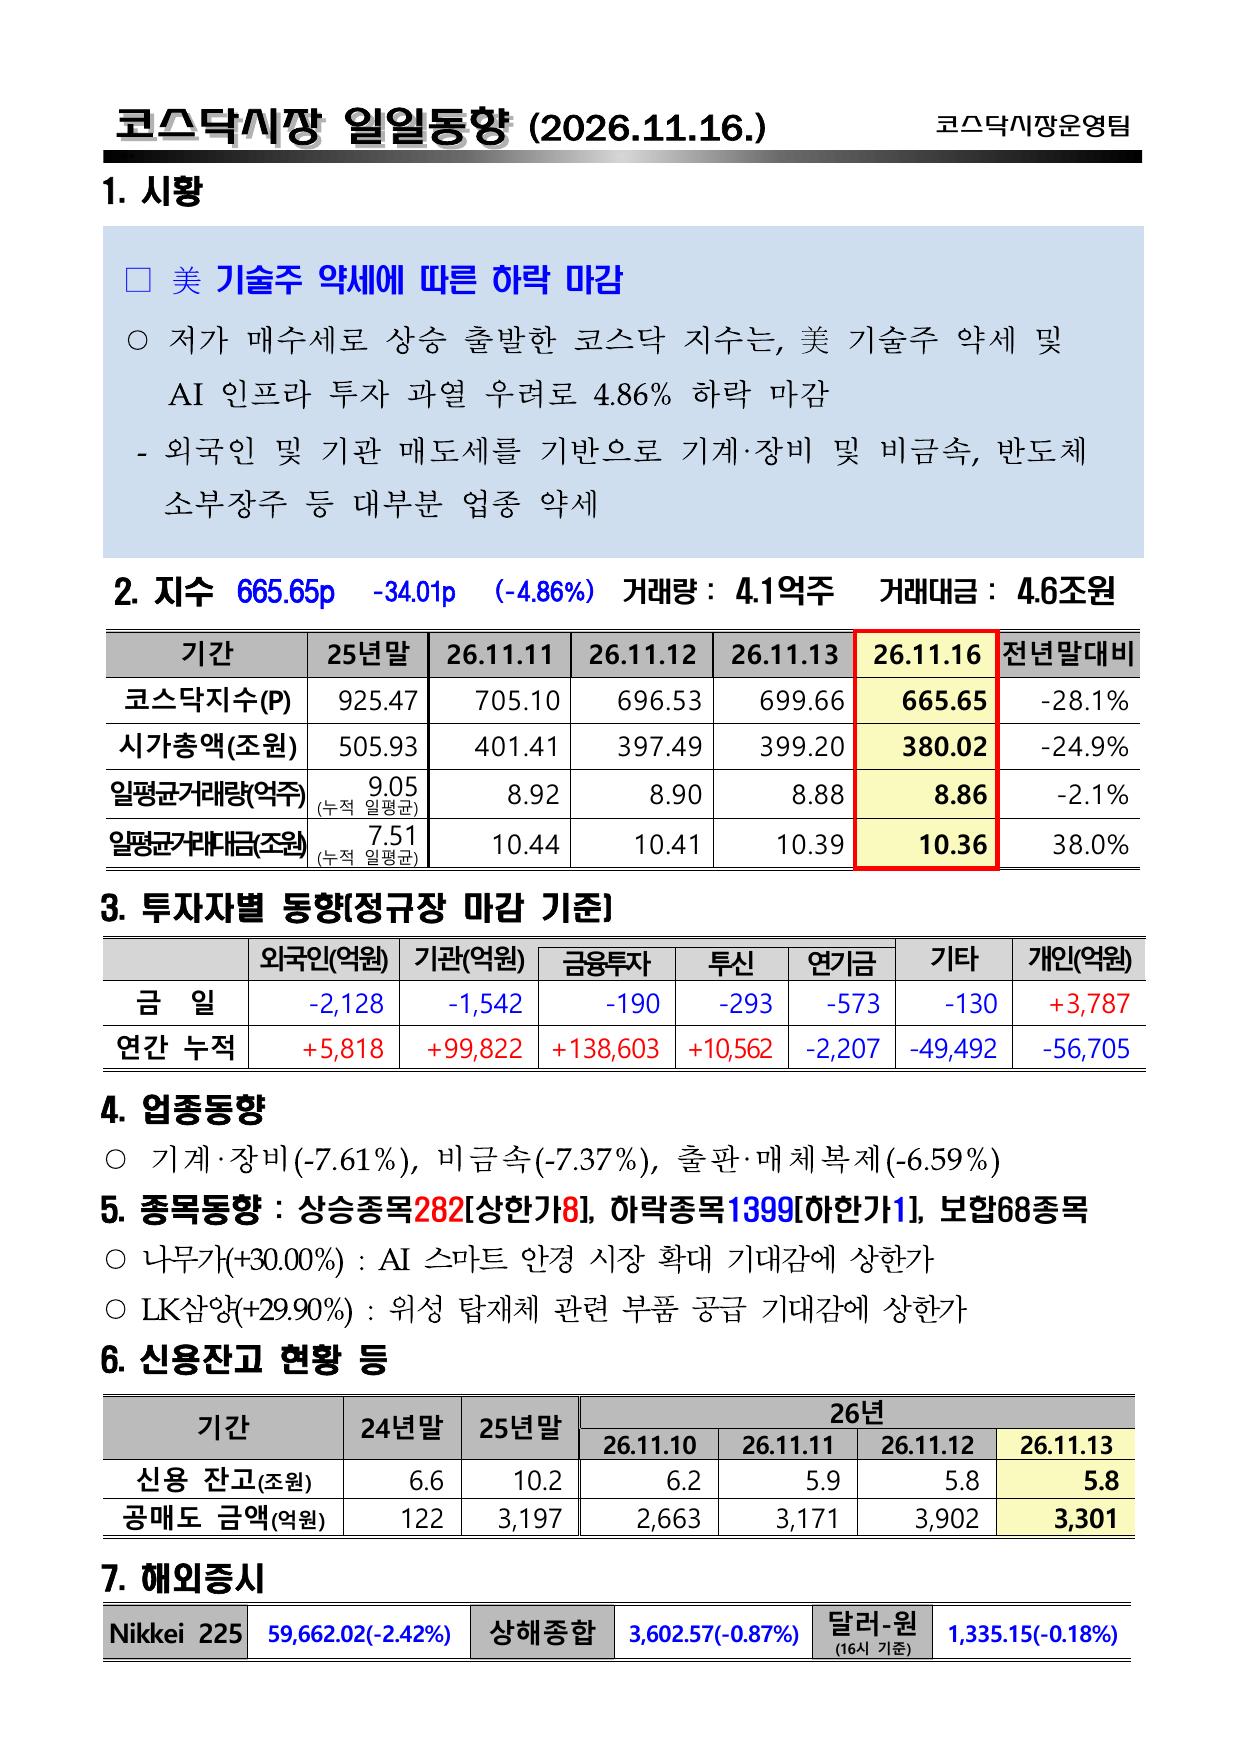 코스닥시장 일일동향 (2026.11.16.) 코스닥시장운영팀
1. 시황
□ 美 기술주 약세에 따른 하락 마감
○ 저가 매수세로 상승 출발한 코스닥 지수는, 美 기술주 약세 및
AI 인프라 투자 과열 우려로 4.86% 하락 마감
- 외국인 및 기관 매도세를 기반으로 기계·장비 및 비금속, 반도체
소부장주 등 대부분 업종 약세
2. 지수 665.65p -34.01p (-4.86%) 거래량 : 4.1억주 거래대금 : 4.6조원
기간 25년말 26.11.11 26.11.12 26.11.13 26.11.16 전년말대비
코스닥지수(P) 925.47 705.10 696.53 699.66 665.65 -28.1%
시가총액(조원) 505.93 401.41 397.49 399.20 380.02 -24.9%
일평균거래량(억주) 9.05 (누적 일평균) 8.92 8.90 8.88 8.86 -2.1%
일평균거래대금(조원) 7.51 (누적 일평균) 10.44 10.41 10.39 10.36 38.0%
3. 투자자별 동향(정규장 마감 기준)
외국인(억원) 기관(억원) 금융투자 투신 연기금 기타 개인(억원)
금 일 -2,128 -1,542 -190 -293 -573 -130 +3,787
연간 누적 +5,818 +99,822 +138,603 +10,562 -2,207 -49,492 -56,705
4. 업종동향
○ 기계·장비(-7.61%), 비금속(-7.37%), 출판·매체복제(-6.59%)
5. 종목동향 : 상승종목282[상한가8], 하락종목1399[하한가1], 보합68종목
○ 나무가(+30.00%) : AI 스마트 안경 시장 확대 기대감에 상한가
○ LK삼양(+29.90%) : 위성 탑재체 관련 부품 공급 기대감에 상한가
6. 신용잔고 현황 등
기간 24년말 25년말 26년
26.11.10 26.11.11 26.11.12 26.11.13
신용 잔고(조원) 6.6 10.2 6.2 5.9 5.8 5.8
공매도 금액(억원) 122 3,197 2,663 3,171 3,902 3,301
7. 해외증시
Nikkei 225 59,662.02(-2.42%) 상해종합 3,602.57(-0.87%) 달러-원 (16시 기준) 1,335.15(-0.18%)